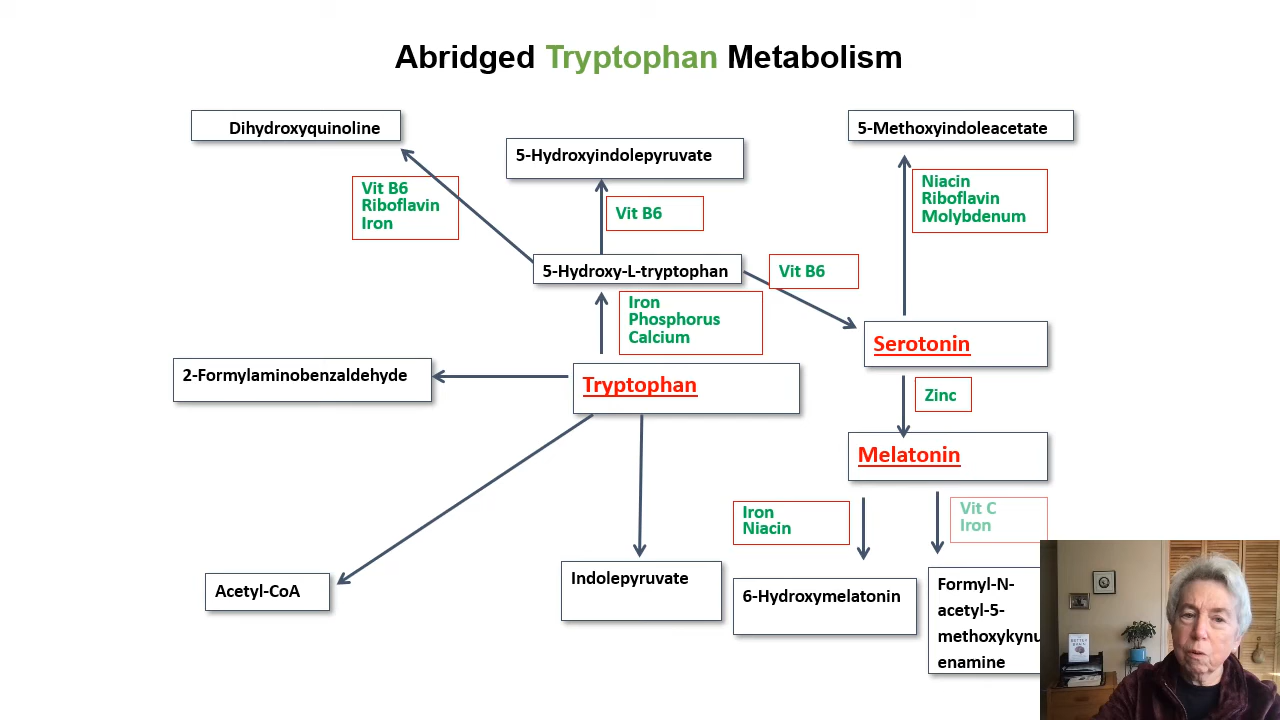 Abridged Tryptophan Metabolism
Dihydroxyquinoline
5-Methoxyindoleacetate
5-Hydroxyindolepyruvate
Vit B6
Riboflavin
Iron
Vit B6
Niacin
Riboflavin
Molybdenum
5-Hydroxy-L-tryptophan
Vit B6
Iron
Phosphorus
Calcium
Serotonin
2-Formylaminobenzaldehyde
Tryptophan
Zinc
Melatonin
Iron
Niacin
Vit C
Iron
Acetyl-CoA
Indolepyruvate
6-Hydroxymelatonin
Formyl-N-
acetyl-5-
methoxykynu
enamine